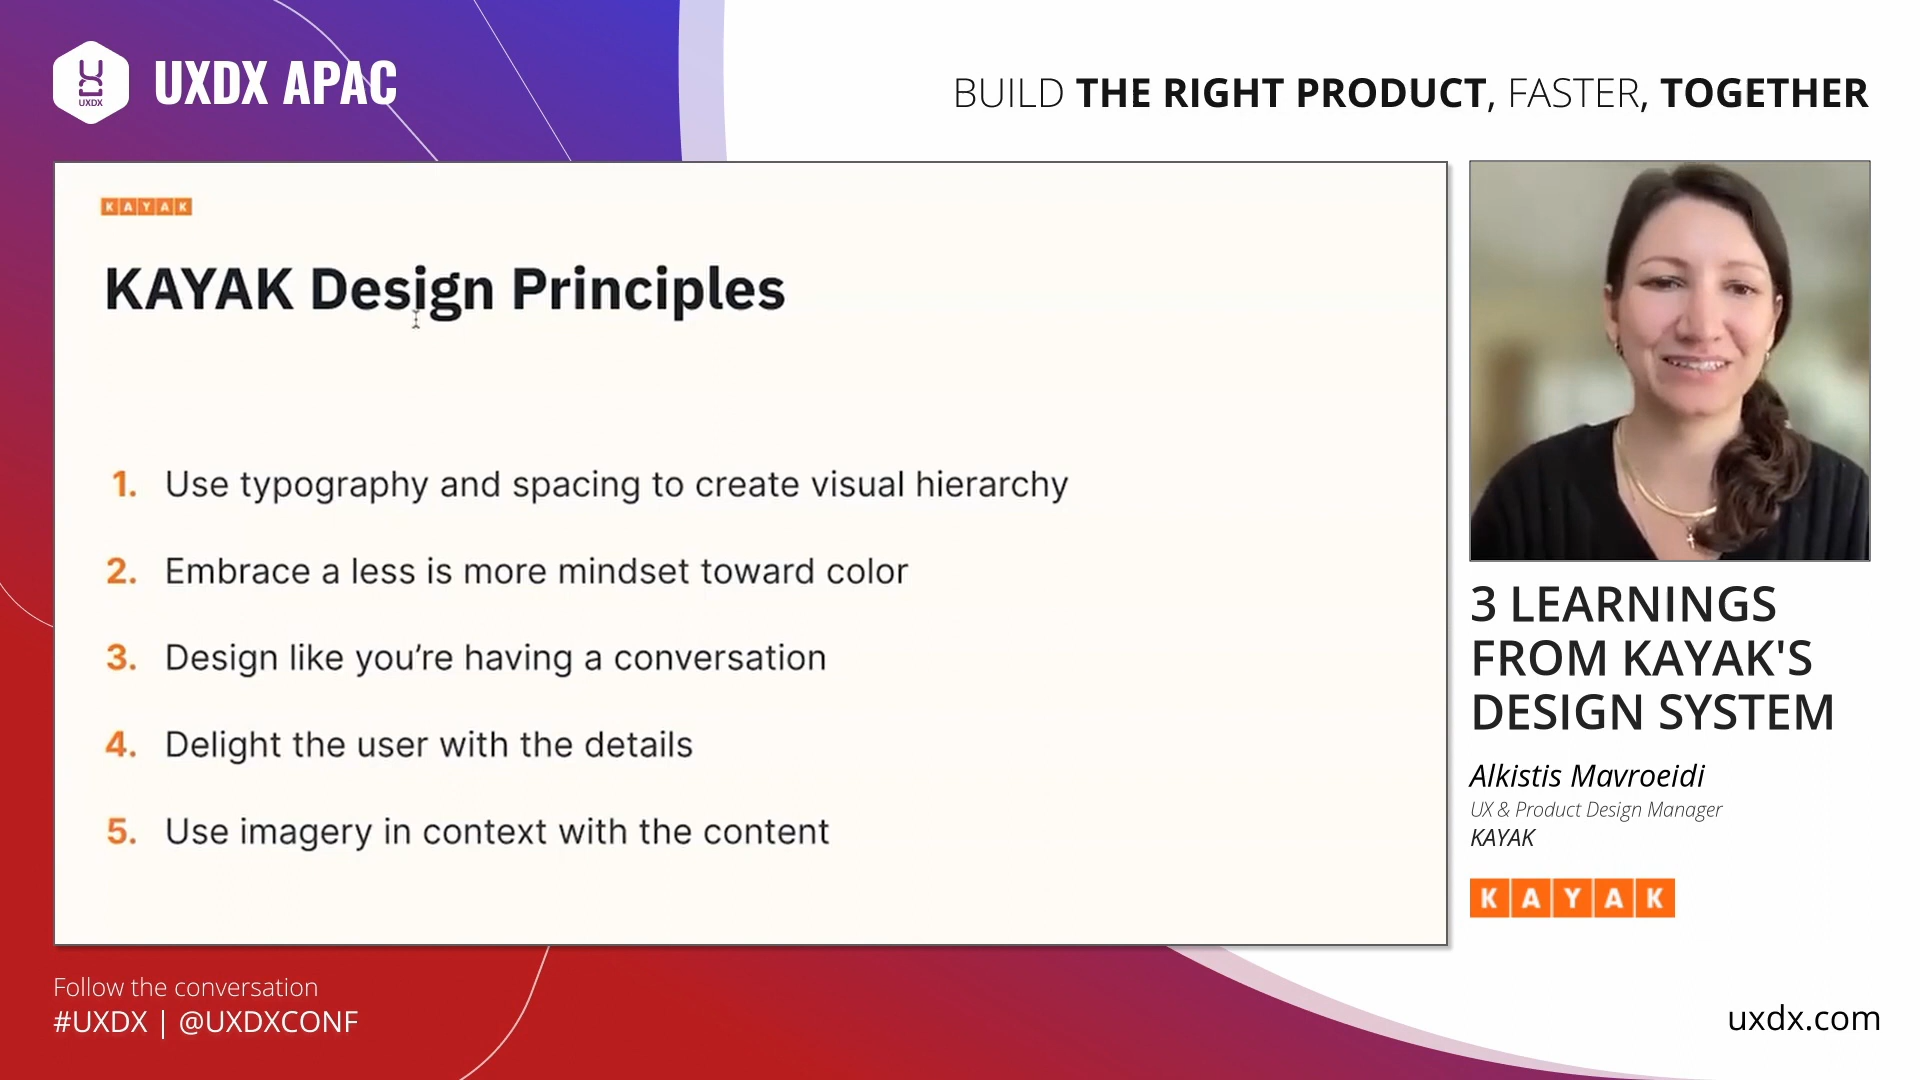 UXDX
UXDX APAC
BUILD THE RIGHT PRODUCT, FASTER, TOGETHER
KAYAK
KAYAK Design Principles
1. Use typography and spacing to create visual hierarchy
2. Embrace a less is more mindset toward color
3. Design like you’re having a conversation
4. Delight the user with the details
5. Use imagery in context with the content
3 LEARNINGS
FROM KAYAK'S
DESIGN SYSTEM
Alkistis Mavroeidi
UX & Product Design Manager
KAYAK
KAYAK
Follow the conversation
#UXDX | @UXDXCONF
uxdx.com